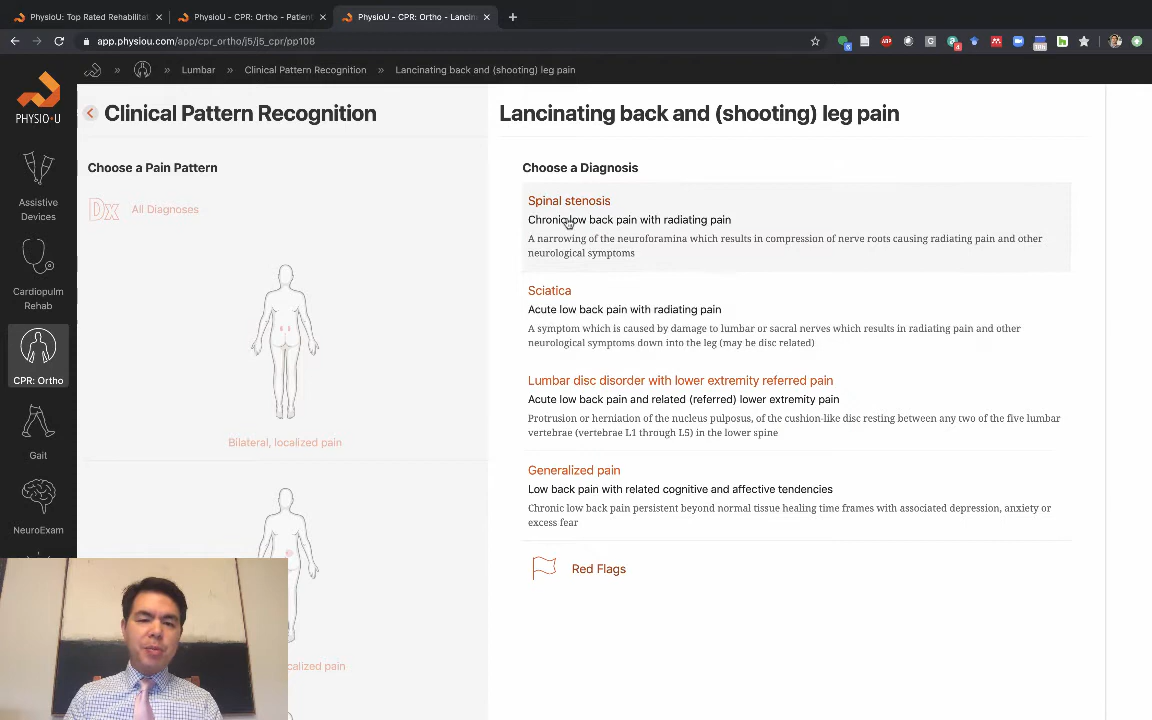 PhysioU: Top Rated Rehabilitat
PhysioU - CPR: Ortho - Patient
PhysioU - CPR: Ortho - Lancin
app.physiou.com/app/cpr_ortho/j5/j5_cpr/pp108
Lumbar » Clinical Pattern Recognition » Lancinating back and (shooting) leg pain
PHYSIO U
Assistive
Devices
Cardiopulm
Rehab
CPR: Ortho
Gait
NeuroExam
Clinical Pattern Recognition
Choose a Pain Pattern
Dx All Diagnoses
Bilateral, localized pain
calized pain
Lancinating back and (shooting) leg pain
Choose a Diagnosis
Spinal stenosis
Chronic low back pain with radiating pain
A narrowing of the neuroforamina which results in compression of nerve roots causing radiating pain and other
neurological symptoms
Sciatica
Acute low back pain with radiating pain
A symptom which is caused by damage to lumbar or sacral nerves which results in radiating pain and other
neurological symptoms down into the leg (may be disc related)
Lumbar disc disorder with lower extremity referred pain
Acute low back pain and related (referred) lower extremity pain
Protrusion or herniation of the nucleus pulposus, of the cushion-like disc resting between any two of the five lumbar
vertebrae (vertebrae L1 through L5) in the lower spine
Generalized pain
Low back pain with related cognitive and affective tendencies
Chronic low back pain persistent beyond normal tissue healing time frames with associated depression, anxiety or
excess fear
Red Flags